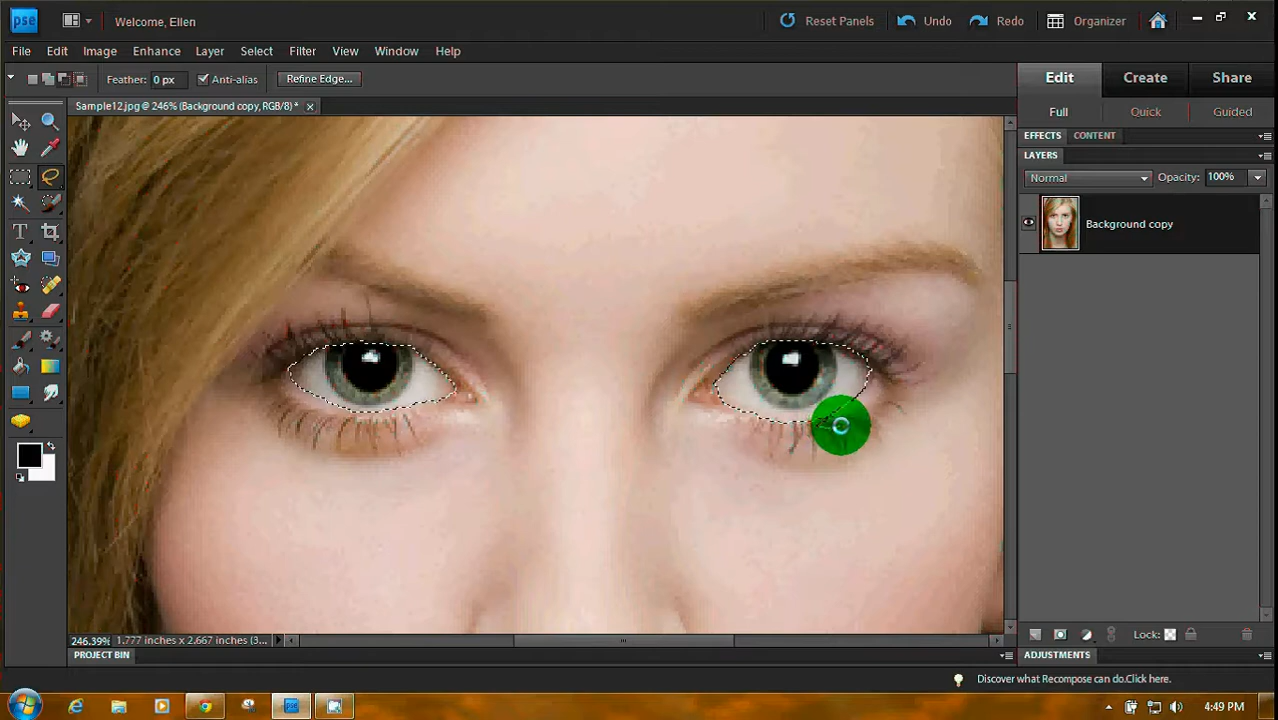 pse Welcome, Ellen Reset Panels Undo Redo Organizer
File Edit Image Enhance Layer Select Filter View Window Help
Feather: 0 px Anti-alias Refine Edge...
Edit Create Share
Sample12.jpg @ 246% (Background copy, RGB/8) *
Full Quick Guided
EFFECTS CONTENT
LAYERS
Normal Opacity: 100%
Background copy
T
246.39% 1.777 inches x 2.667 inches (3...
Lock:
PROJECT BIN
ADJUSTMENTS
Discover what Recompose can do.Click here.
pse 4:49 PM